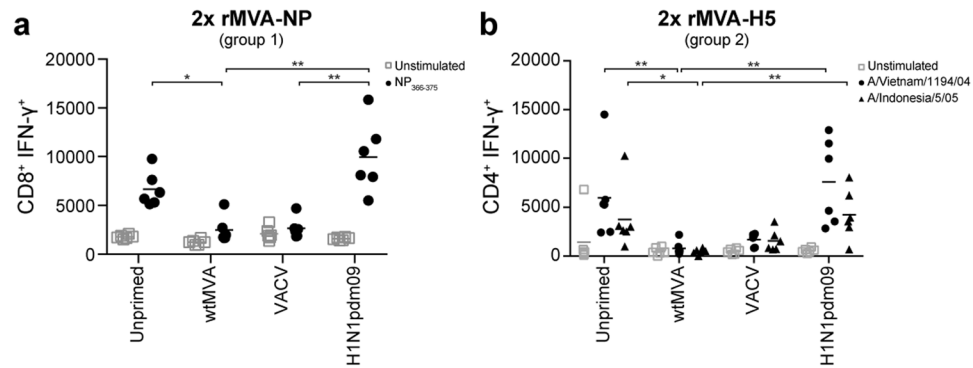 a
2x rMVA-NP
(group 1)
CD8⁺ IFN-γ⁺
20000
15000
10000
5000
0
*
**
**
Unstimulated
NP₃₆₆₋₃₇₅
Unprimed
wtMVA
VACV
H1N1pdm09
b
2x rMVA-H5
(group 2)
CD4⁺ IFN-γ⁺
20000
15000
10000
5000
0
**
*
**
**
Unstimulated
A/Vietnam/1194/04
A/Indonesia/5/05
Unprimed
wtMVA
VACV
H1N1pdm09